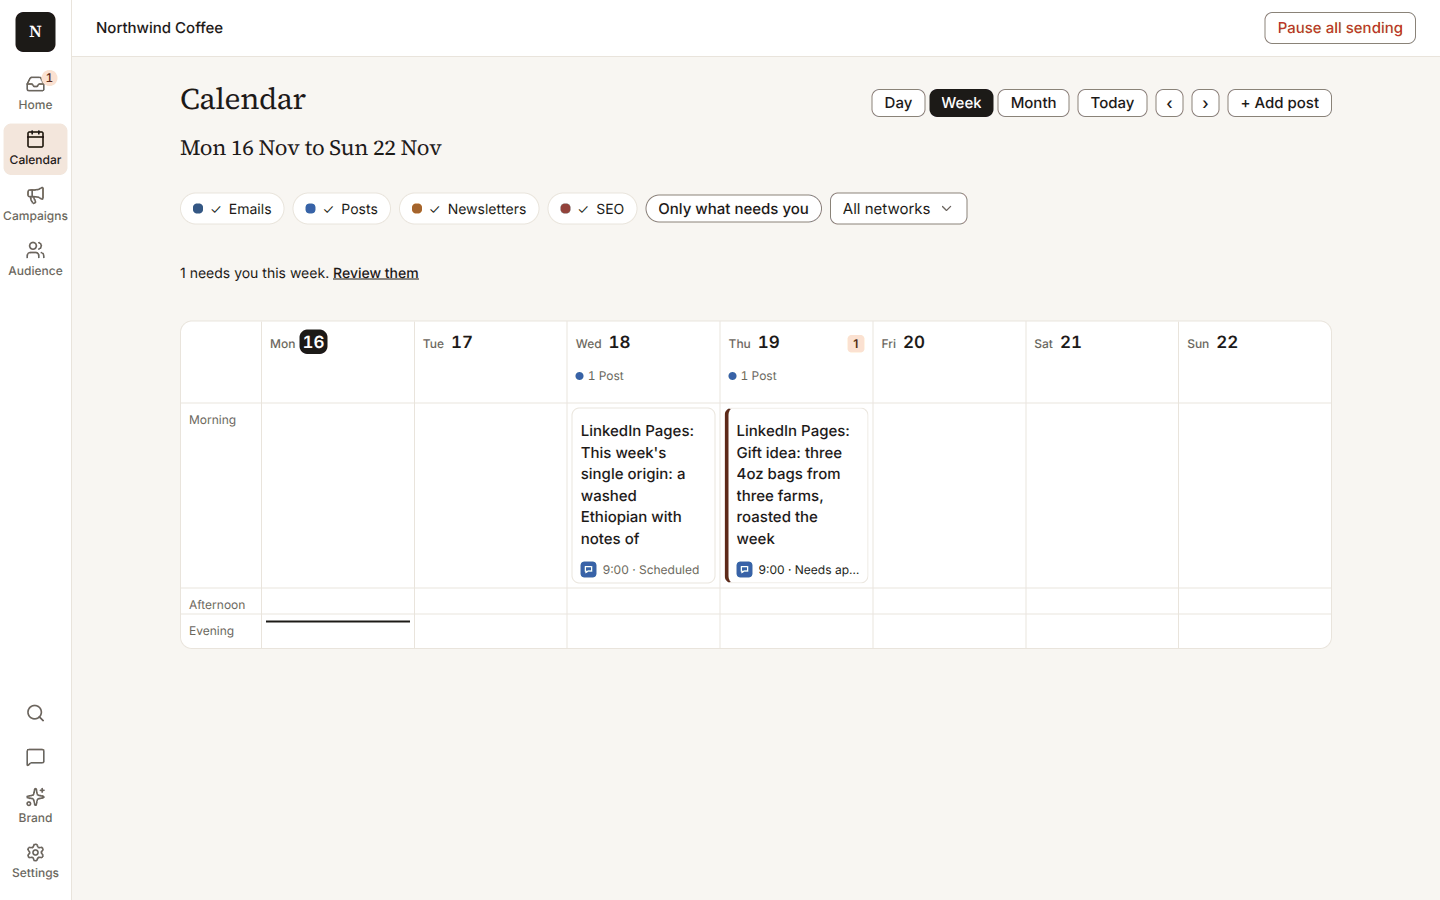 N
Northwind Coffee
Pause all sending
1
Home
Calendar
Campaigns
Audience
Brand
Settings
Calendar
Day
Week
Month
Today
‹
›
+ Add post
Mon 16 Nov to Sun 22 Nov
Emails
Posts
Newsletters
SEO
Only what needs you
All networks
1 needs you this week. Review them
Mon 16
Tue 17
Wed 18
Thu 19
1
Fri 20
Sat 21
Sun 22
1 Post
1 Post
Morning
LinkedIn Pages:
This week's
single origin: a
washed
Ethiopian with
notes of
9:00 · Scheduled
LinkedIn Pages:
Gift idea: three
4oz bags from
three farms,
roasted the
week
9:00 · Needs ap...
Afternoon
Evening